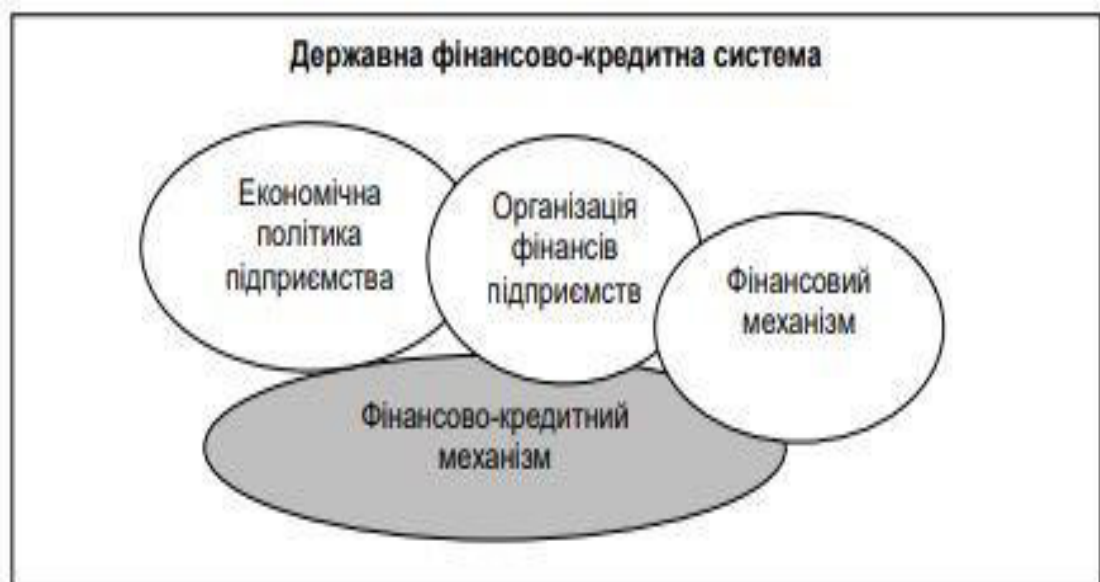 Державна фінансово-кредитна система
Економічна
політика
підприємства
Організація
фінансів
підприємств
Фінансовий
механізм
Фінансово-кредитний
механізм